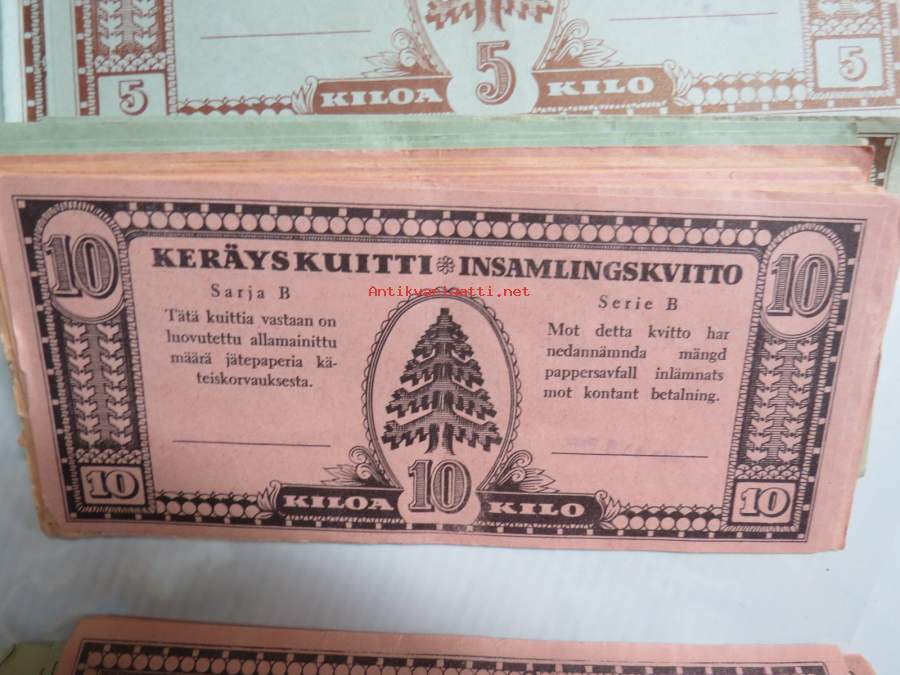 5 KILOA 5 KILO 5
10 KERÄYSKUITTI ❃ INSAMLINGSKVITTO 10
Antikvariaatti.net
Sarja B
Tätä kuittia vastaan on
luovutettu allamainittu
määrä jätepaperia kä-
teiskorvauksesta.
Serie B
Mot detta kvitto har
nedannämnda mängd
pappersavfall inlämnats
mot kontant betalning.
10 KILOA 10 KILO 10